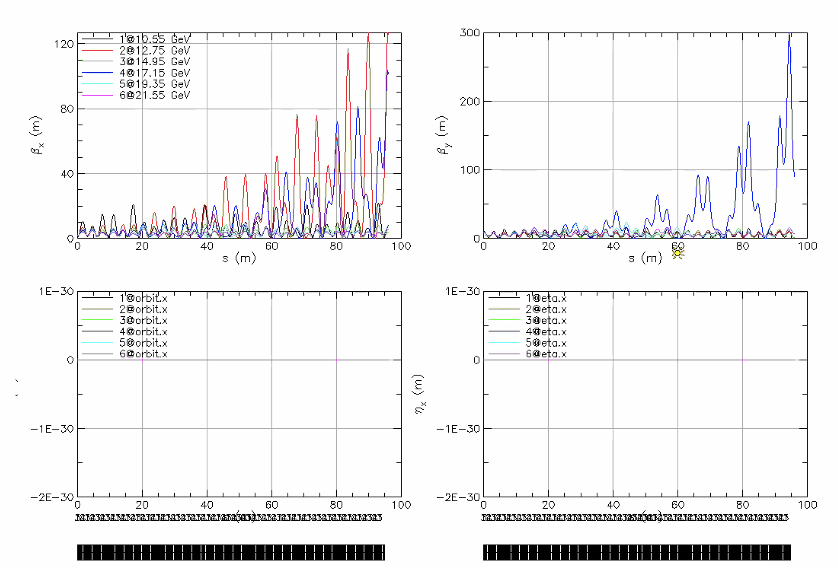 120
80
40
0
βx (m)
1@10.55 GeV
2@12.75 GeV
3@14.95 GeV
4@17.15 GeV
5@19.35 GeV
6@21.55 GeV
0 20 40 60 80 100
s (m)
300
200
100
0
βy (m)
0 20 40 60 80 100
s (m)
1E-30
0
-1E-30
-2E-30
1@orbit.x
2@orbit.x
3@orbit.x
4@orbit.x
5@orbit.x
6@orbit.x
0 20 40 60 80 100
1E-30
0
-1E-30
-2E-30
ηx (m)
1@eta.x
2@eta.x
3@eta.x
4@eta.x
5@eta.x
6@eta.x
0 20 40 60 80 100